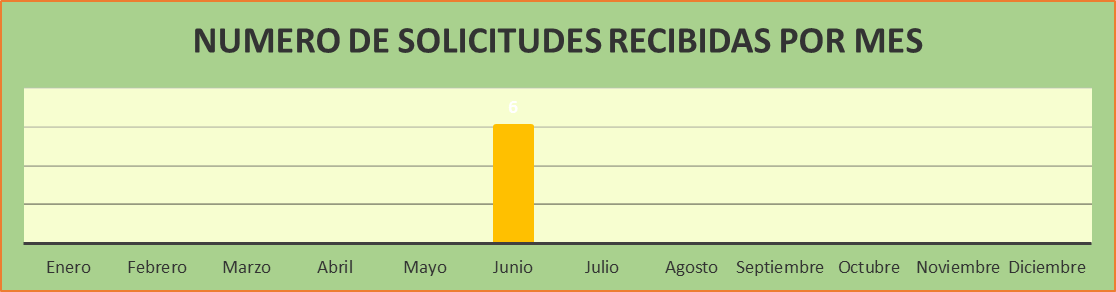 NUMERO DE SOLICITUDES RECIBIDAS POR MES
6
Enero Febrero Marzo Abril Mayo Junio Julio Agosto Septiembre Octubre Noviembre Diciembre